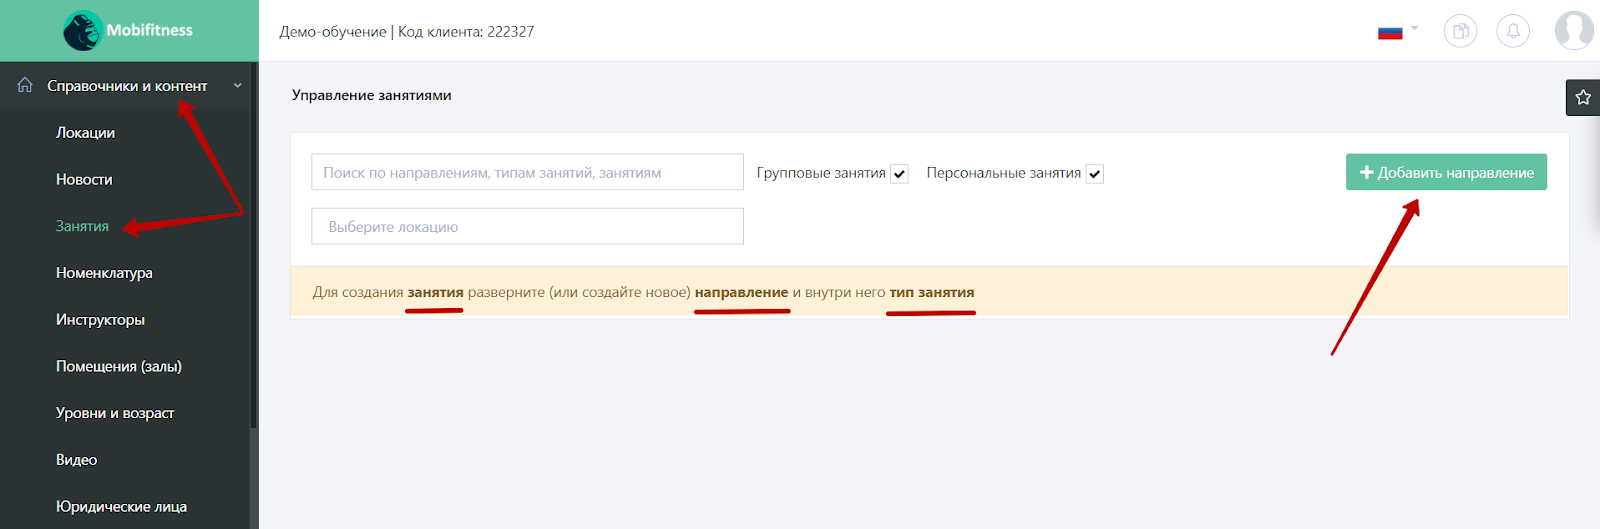 Mobifitness
Демо-обучение | Код клиента: 222327
Справочники и контент
Локации
Новости
Занятия
Номенклатура
Инструкторы
Помещения (залы)
Уровни и возраст
Видео
Юридические лица
Управление занятиями
Поиск по направлениям, типам занятий, занятиям
Групповые занятия
Персональные занятия
+ Добавить направление
Выберите локацию
Для создания занятия разверните (или создайте новое) направление и внутри него тип занятия